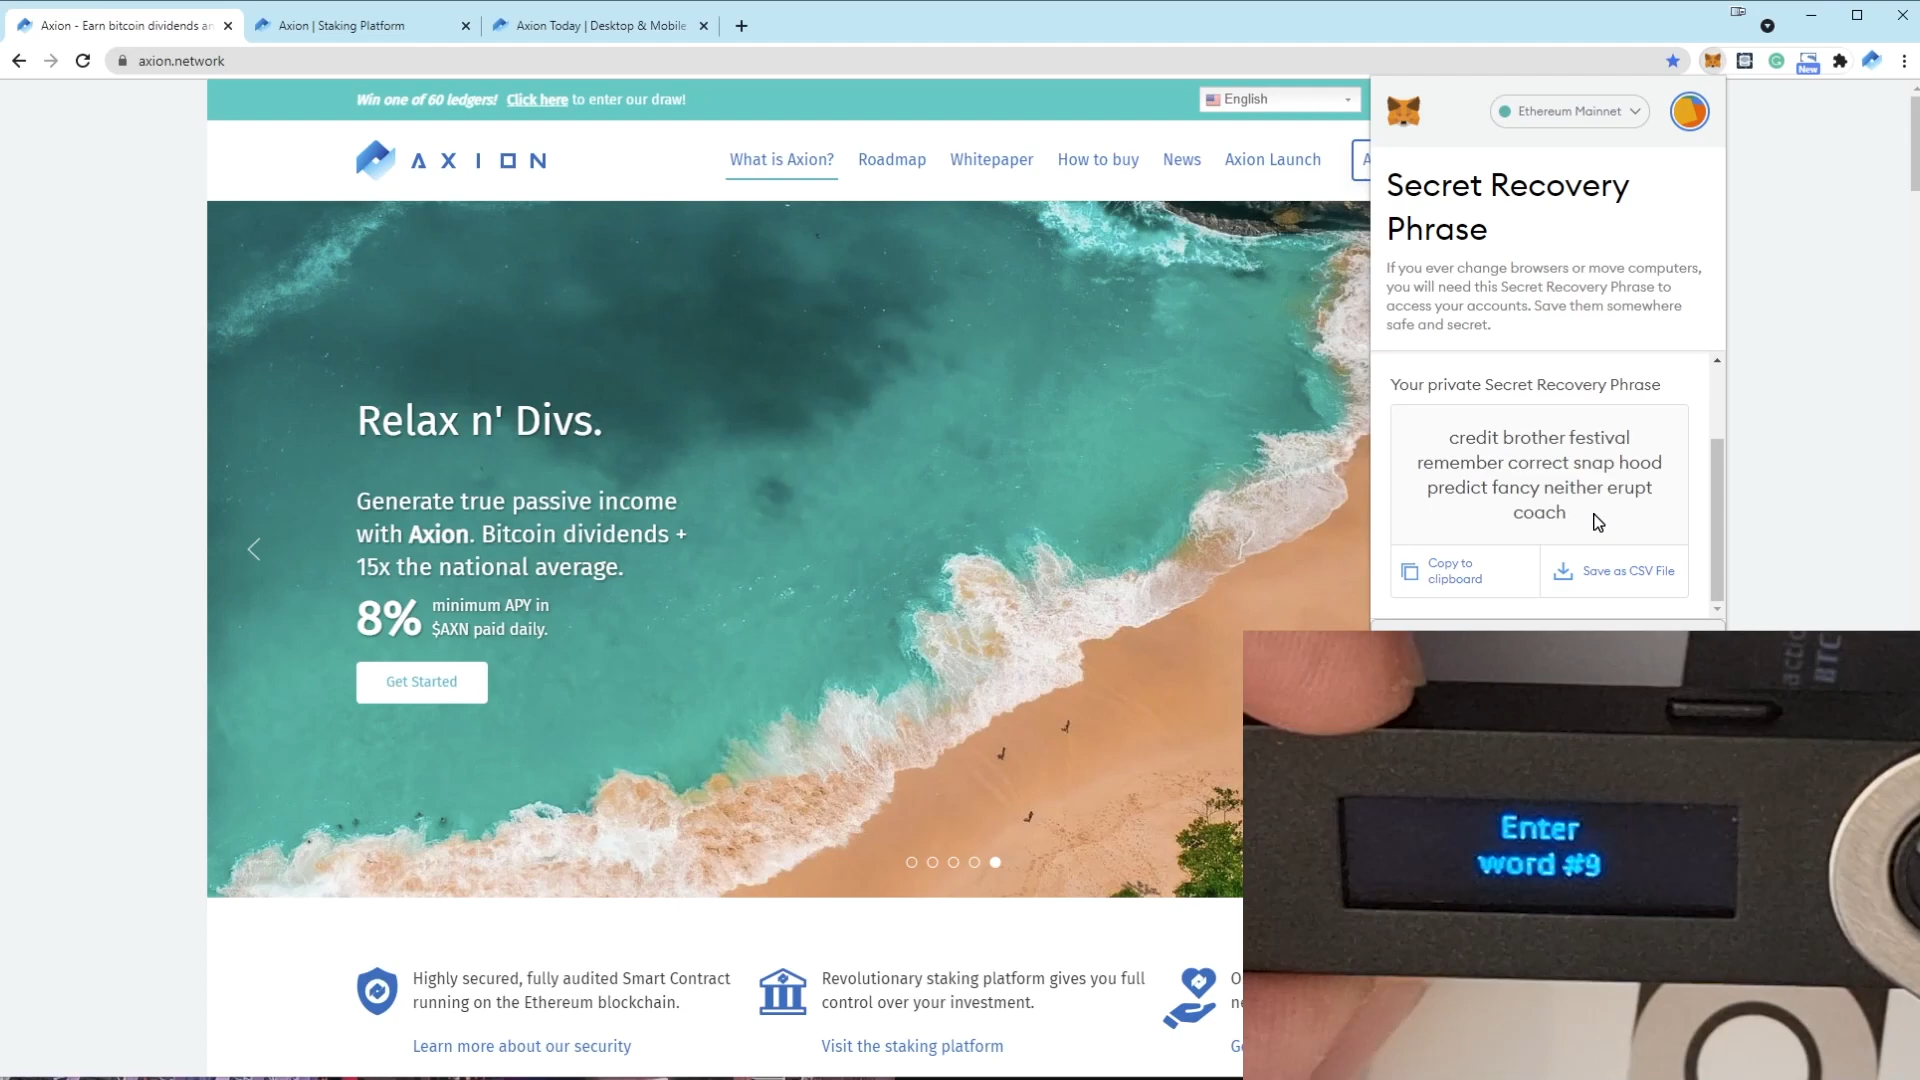 Axion - Earn bitcoin dividends an
Axion | Staking Platform
Axion Today | Desktop & Mobile
axion.network
New
Win one of 60 ledgers! Click here to enter our draw!
English
AXION
What is Axion?
Roadmap
Whitepaper
How to buy
News
Axion Launch
A
Relax n' Divs.
Generate true passive income
with Axion. Bitcoin dividends +
15x the national average.
8%
minimum APY in
$AXN paid daily.
Get Started
Highly secured, fully audited Smart Contract
running on the Ethereum blockchain.
Learn more about our security
Revolutionary staking platform gives you full
control over your investment.
Visit the staking platform
Ethereum Mainnet
Secret Recovery
Phrase
If you ever change browsers or move computers,
you will need this Secret Recovery Phrase to
access your accounts. Save them somewhere
safe and secret.
Your private Secret Recovery Phrase
credit brother festival
remember correct snap hood
predict fancy neither erupt
coach
Copy to
clipboard
Save as CSV File
BTC
Enter
word #9